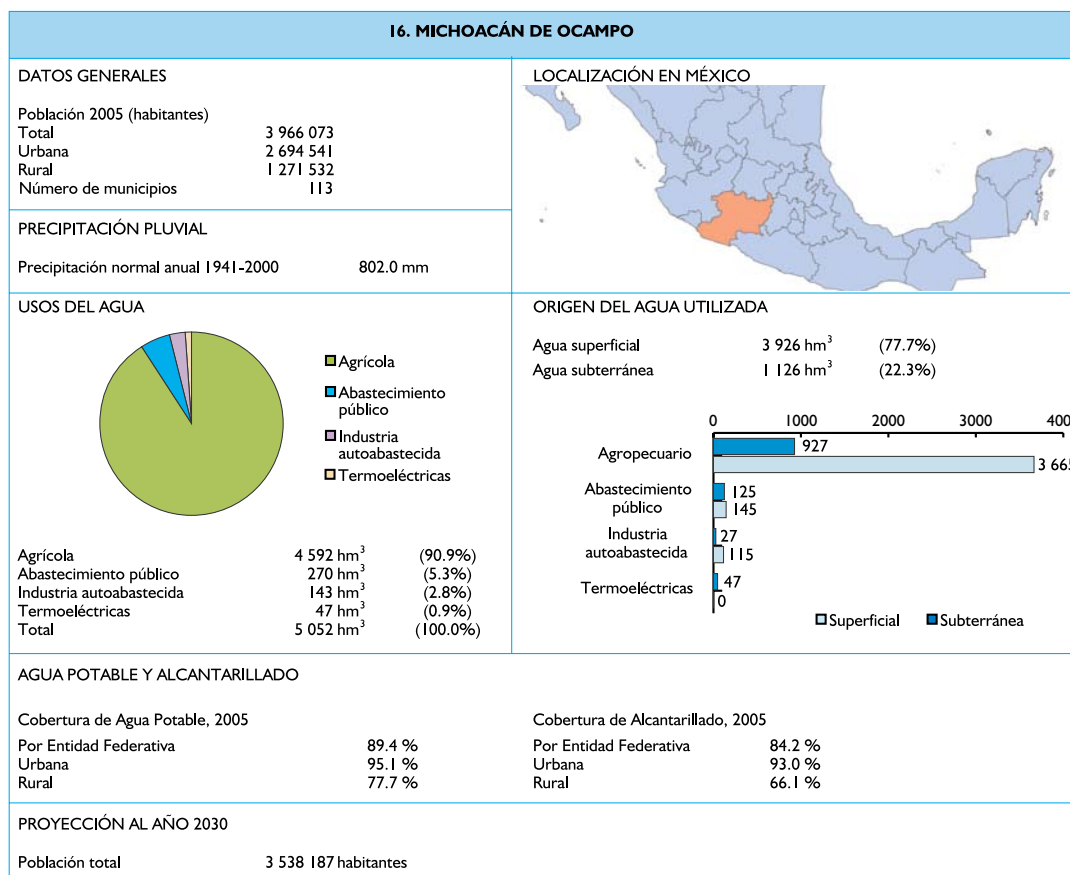 16. MICHOACÁN DE OCAMPO
DATOS GENERALES
Población 2005 (habitantes)
Total 3 966 073
Urbana 2 694 541
Rural 1 271 532
Número de municipios 113
LOCALIZACIÓN EN MÉXICO
PRECIPITACIÓN PLUVIAL
Precipitación normal anual 1941-2000 802.0 mm
USOS DEL AGUA
Agrícola
Abastecimiento
público
Industria
autoabastecida
Termoeléctricas
Agrícola 4 592 hm³ (90.9%)
Abastecimiento público 270 hm³ (5.3%)
Industria autoabastecida 143 hm³ (2.8%)
Termoeléctricas 47 hm³ (0.9%)
Total 5 052 hm³ (100.0%)
ORIGEN DEL AGUA UTILIZADA
Agua superficial 3 926 hm³ (77.7%)
Agua subterránea 1 126 hm³ (22.3%)
0 1000 2000 3000 400
Agropecuario 927
3 665
Abastecimiento 125
público 145
Industria 27
autoabastecida 115
Termoeléctricas 47
0
Superficial Subterránea
AGUA POTABLE Y ALCANTARILLADO
Cobertura de Agua Potable, 2005
Por Entidad Federativa 89.4 %
Urbana 95.1 %
Rural 77.7 %
Cobertura de Alcantarillado, 2005
Por Entidad Federativa 84.2 %
Urbana 93.0 %
Rural 66.1 %
PROYECCIÓN AL AÑO 2030
Población total 3 538 187 habitantes